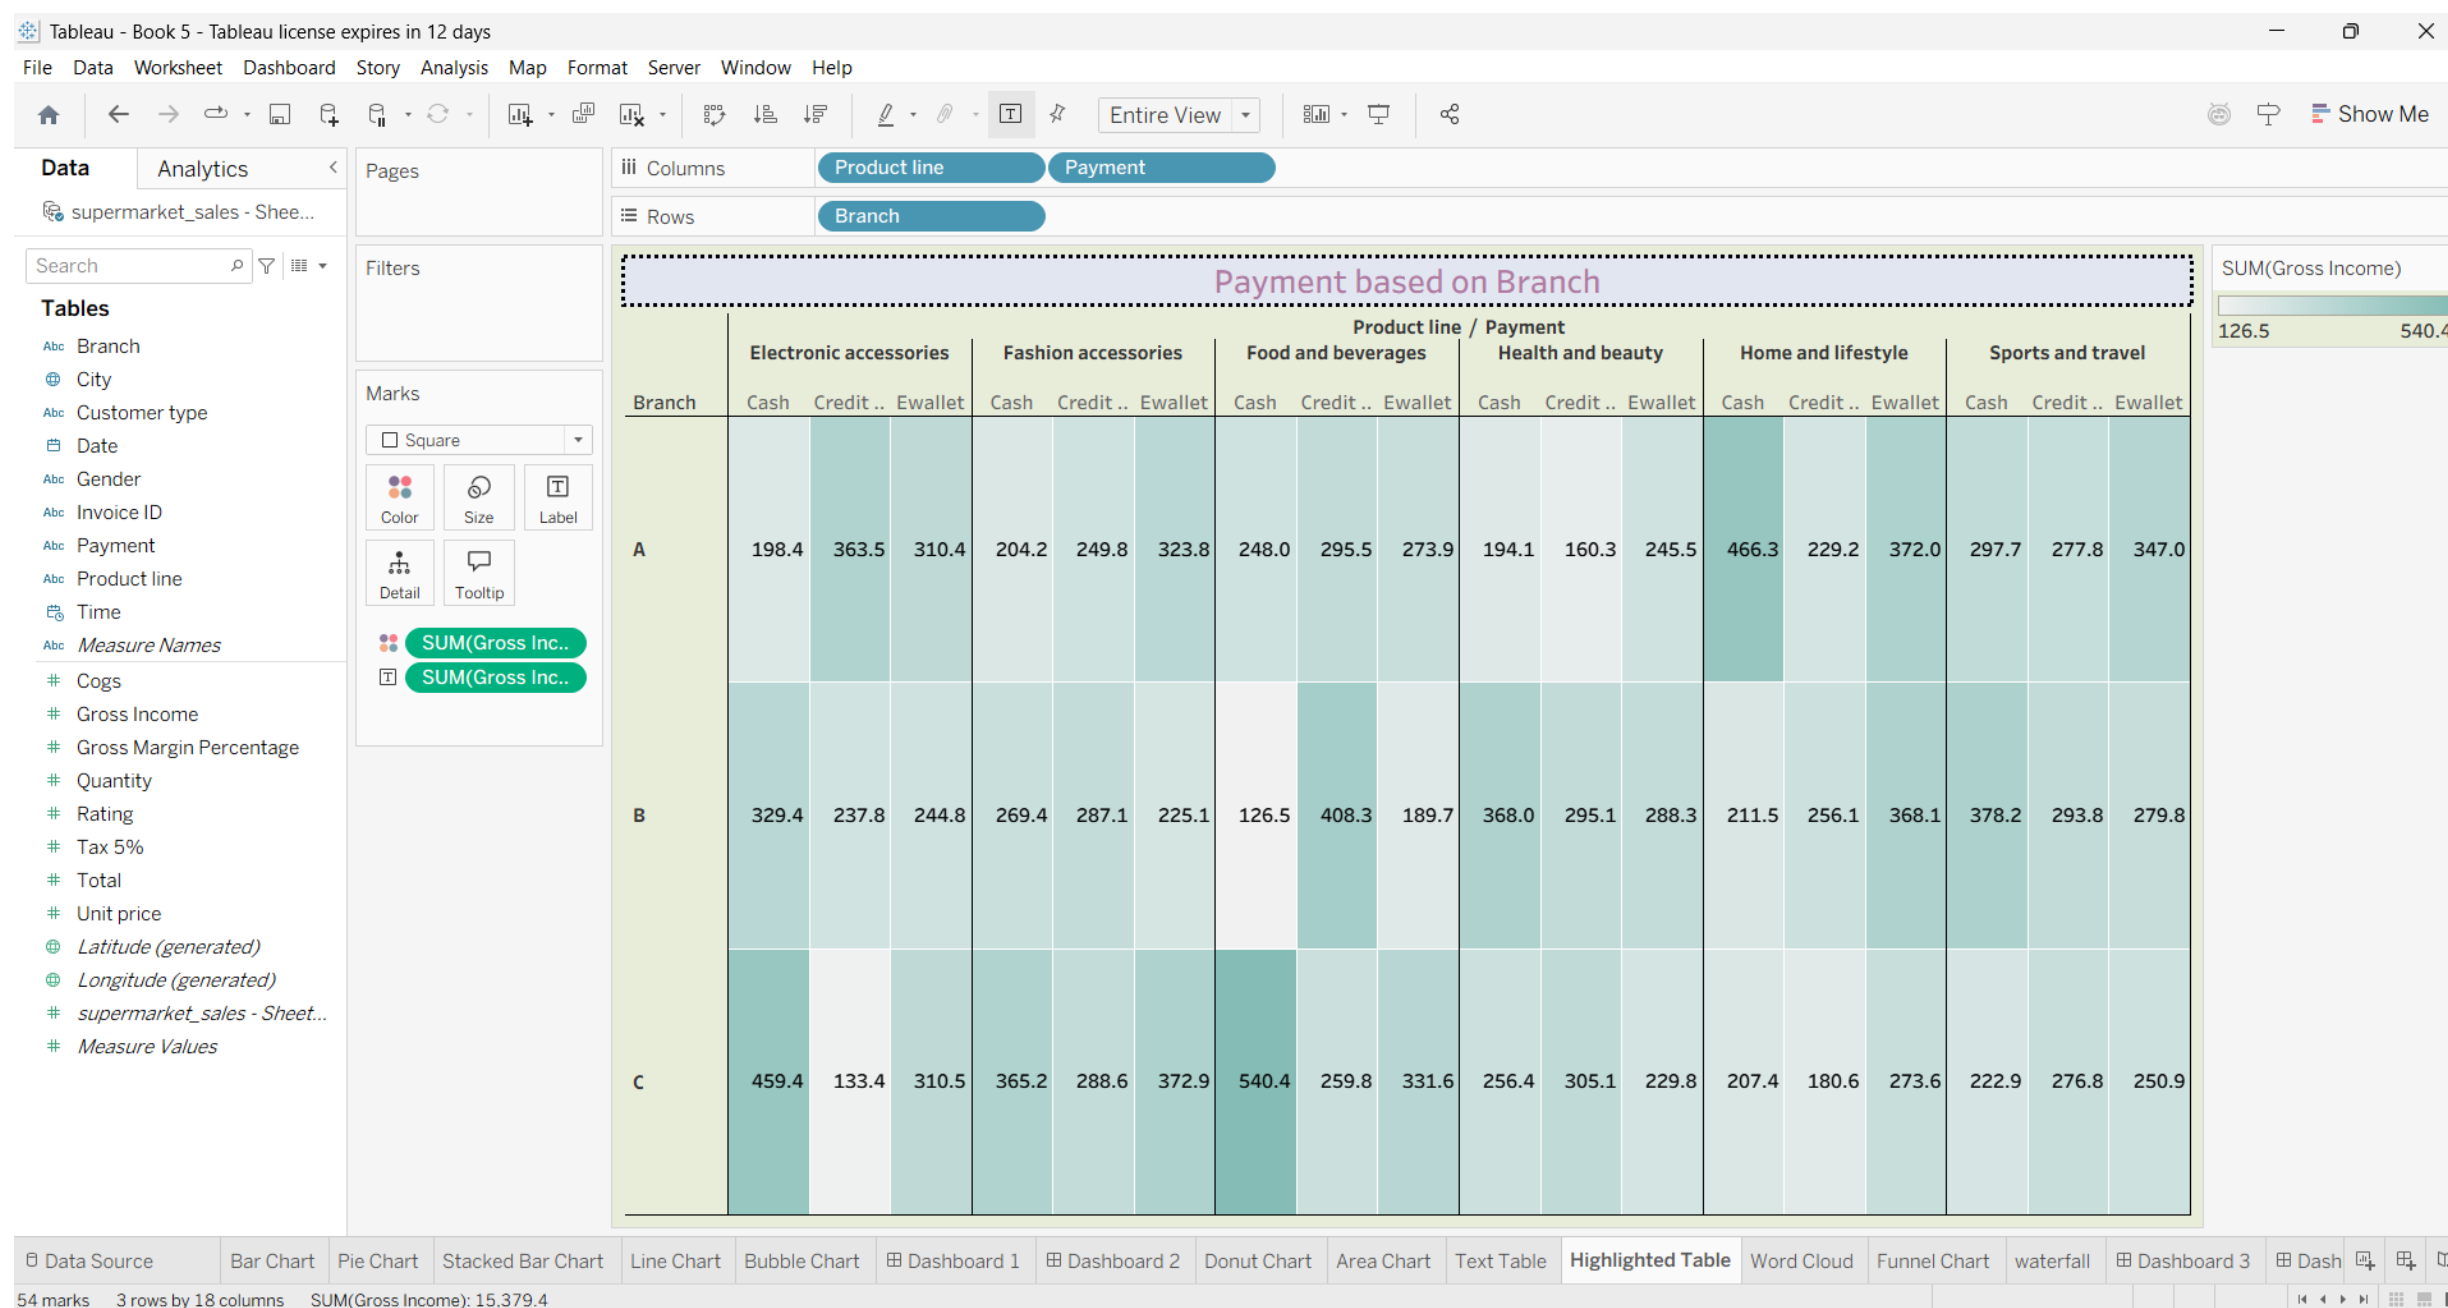 Tableau - Book 5 - Tableau license expires in 12 days
File Data Worksheet Dashboard Story Analysis Map Format Server Window Help
Entire View
Show Me
Data Analytics
supermarket_sales - Shee...
Search
Tables
Abc Branch
City
Abc Customer type
Date
Abc Gender
Abc Invoice ID
Abc Payment
Abc Product line
Time
Abc Measure Names
# Cogs
# Gross Income
# Gross Margin Percentage
# Quantity
# Rating
# Tax 5%
# Total
# Unit price
Latitude (generated)
Longitude (generated)
# supermarket_sales - Sheet...
# Measure Values
Pages
Filters
Marks
Square
Color Size Label
Detail Tooltip
SUM(Gross Inc..
SUM(Gross Inc..
Columns Product line Payment
Rows Branch
Payment based on Branch
Product line / Payment
Electronic accessories Fashion accessories Food and beverages Health and beauty Home and lifestyle Sports and travel
Branch Cash Credit .. Ewallet Cash Credit .. Ewallet Cash Credit .. Ewallet Cash Credit .. Ewallet Cash Credit .. Ewallet Cash Credit .. Ewallet
A 198.4 363.5 310.4 204.2 249.8 323.8 248.0 295.5 273.9 194.1 160.3 245.5 466.3 229.2 372.0 297.7 277.8 347.0
B 329.4 237.8 244.8 269.4 287.1 225.1 126.5 408.3 189.7 368.0 295.1 288.3 211.5 256.1 368.1 378.2 293.8 279.8
C 459.4 133.4 310.5 365.2 288.6 372.9 540.4 259.8 331.6 256.4 305.1 229.8 207.4 180.6 273.6 222.9 276.8 250.9
SUM(Gross Income)
126.5 540.4
Data Source Bar Chart Pie Chart Stacked Bar Chart Line Chart Bubble Chart Dashboard 1 Dashboard 2 Donut Chart Area Chart Text Table Highlighted Table Word Cloud Funnel Chart waterfall Dashboard 3 Dash
54 marks 3 rows by 18 columns SUM(Gross Income): 15,379.4